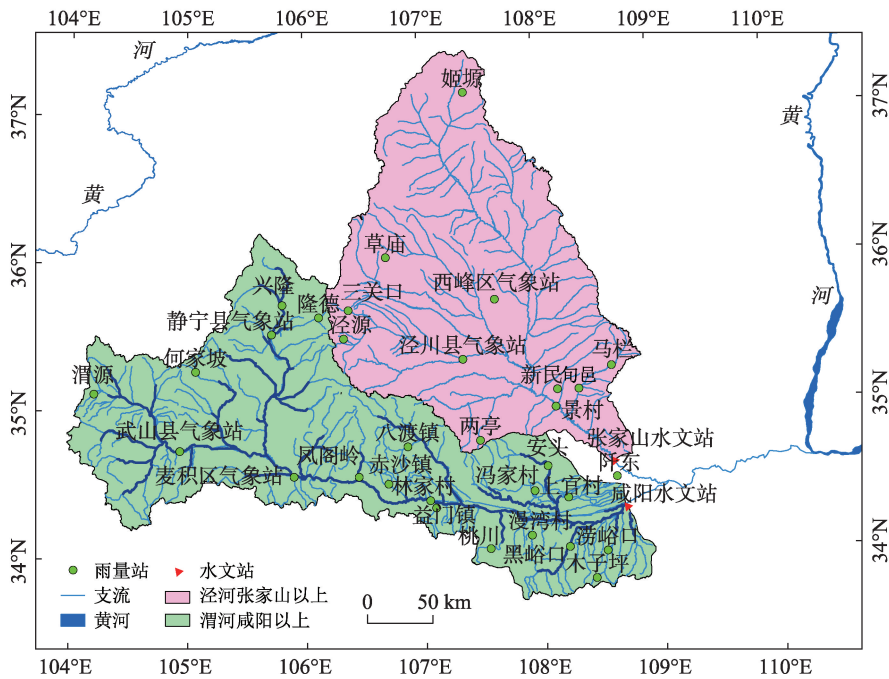 104°E 105°E 106°E 107°E 108°E 109°E 110°E
河
姬塬
37°N
37°N
黄
黄
草庙
36°N
36°N
西峰区气象站
兴隆
三关口
隆德
河
静宁县气象站
泾源
泾川县气象站
马栏
何家坡
渭源
新民
旬邑
35°N
35°N
景村
两亭
八渡镇
武山县气象站
张家山水文站
安头
凤阁岭
阡东
麦积区气象站
赤沙镇
冯家村
林家村
上官村
咸阳水文站
益门镇
漫湾村
桃川
涝峪口
34°N
34°N
黑峪口
木子坪
雨量站 水文站
支流 泾河张家山以上
黄河 渭河咸阳以上
0 50 km
104°E 105°E 106°E 107°E 108°E 109°E 110°E